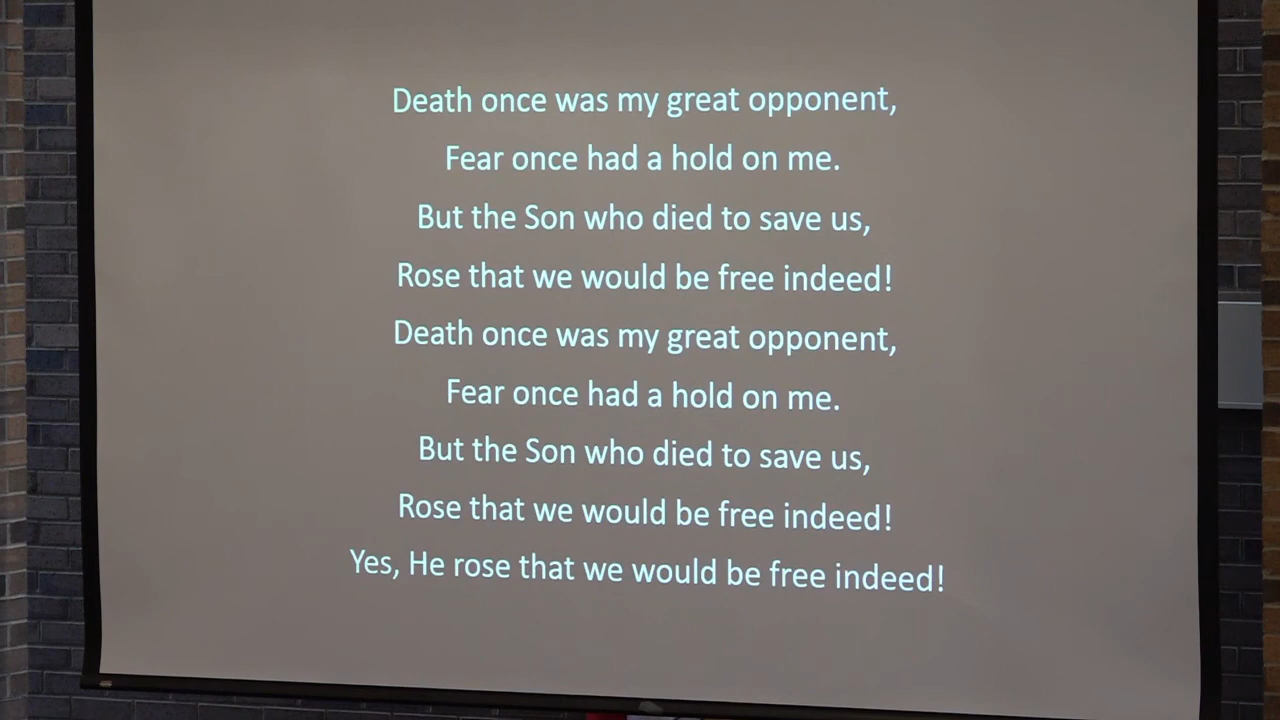 Death once was my great opponent,
Fear once had a hold on me.
But the Son who died to save us,
Rose that we would be free indeed!
Death once was my great opponent,
Fear once had a hold on me.
But the Son who died to save us,
Rose that we would be free indeed!
Yes, He rose that we would be free indeed!